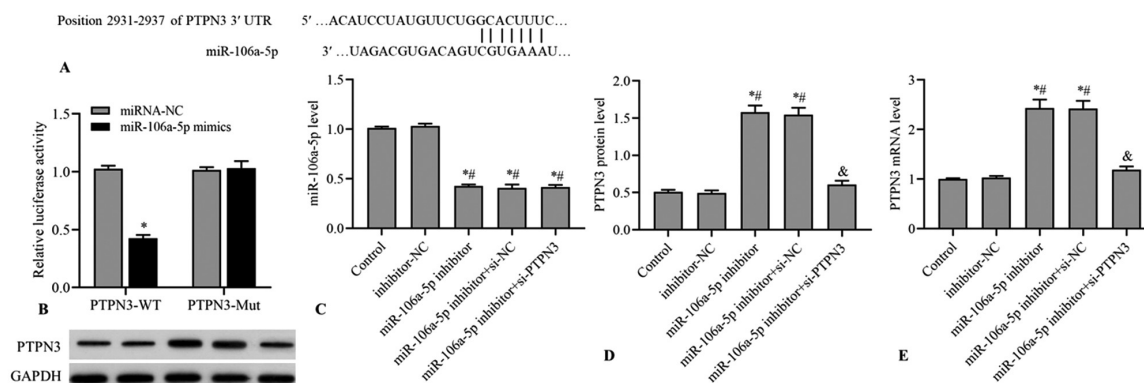 Position 2931-2937 of PTPN3 3′ UTR 5′ …ACAUCCUAUGUUCUGGCACUUUC…
miR-106a-5p 3′ …UAGACGUGACAGUCGUGAAAU…
A
Relative luciferase activity
1.5
1.0
0.5
0.0
miRNA-NC
miR-106a-5p mimics
*
PTPN3-WT PTPN3-Mut
B
PTPN3
GAPDH
miR-106a-5p level
1.5
1.0
0.5
0.0
*# *# *#
Control
inhibitor-NC
miR-106a-5p inhibitor
miR-106a-5p inhibitor+si-NC
miR-106a-5p inhibitor+si-PTPN3
C
PTPN3 protein level
2.0
1.5
1.0
0.5
0.0
*# *# &
Control
inhibitor-NC
miR-106a-5p inhibitor
miR-106a-5p inhibitor+si-NC
miR-106a-5p inhibitor+si-PTPN3
D
PTPN3 mRNA level
3
2
1
0
*# *# &
Control
inhibitor-NC
miR-106a-5p inhibitor
miR-106a-5p inhibitor+si-NC
miR-106a-5p inhibitor+si-PTPN3
E